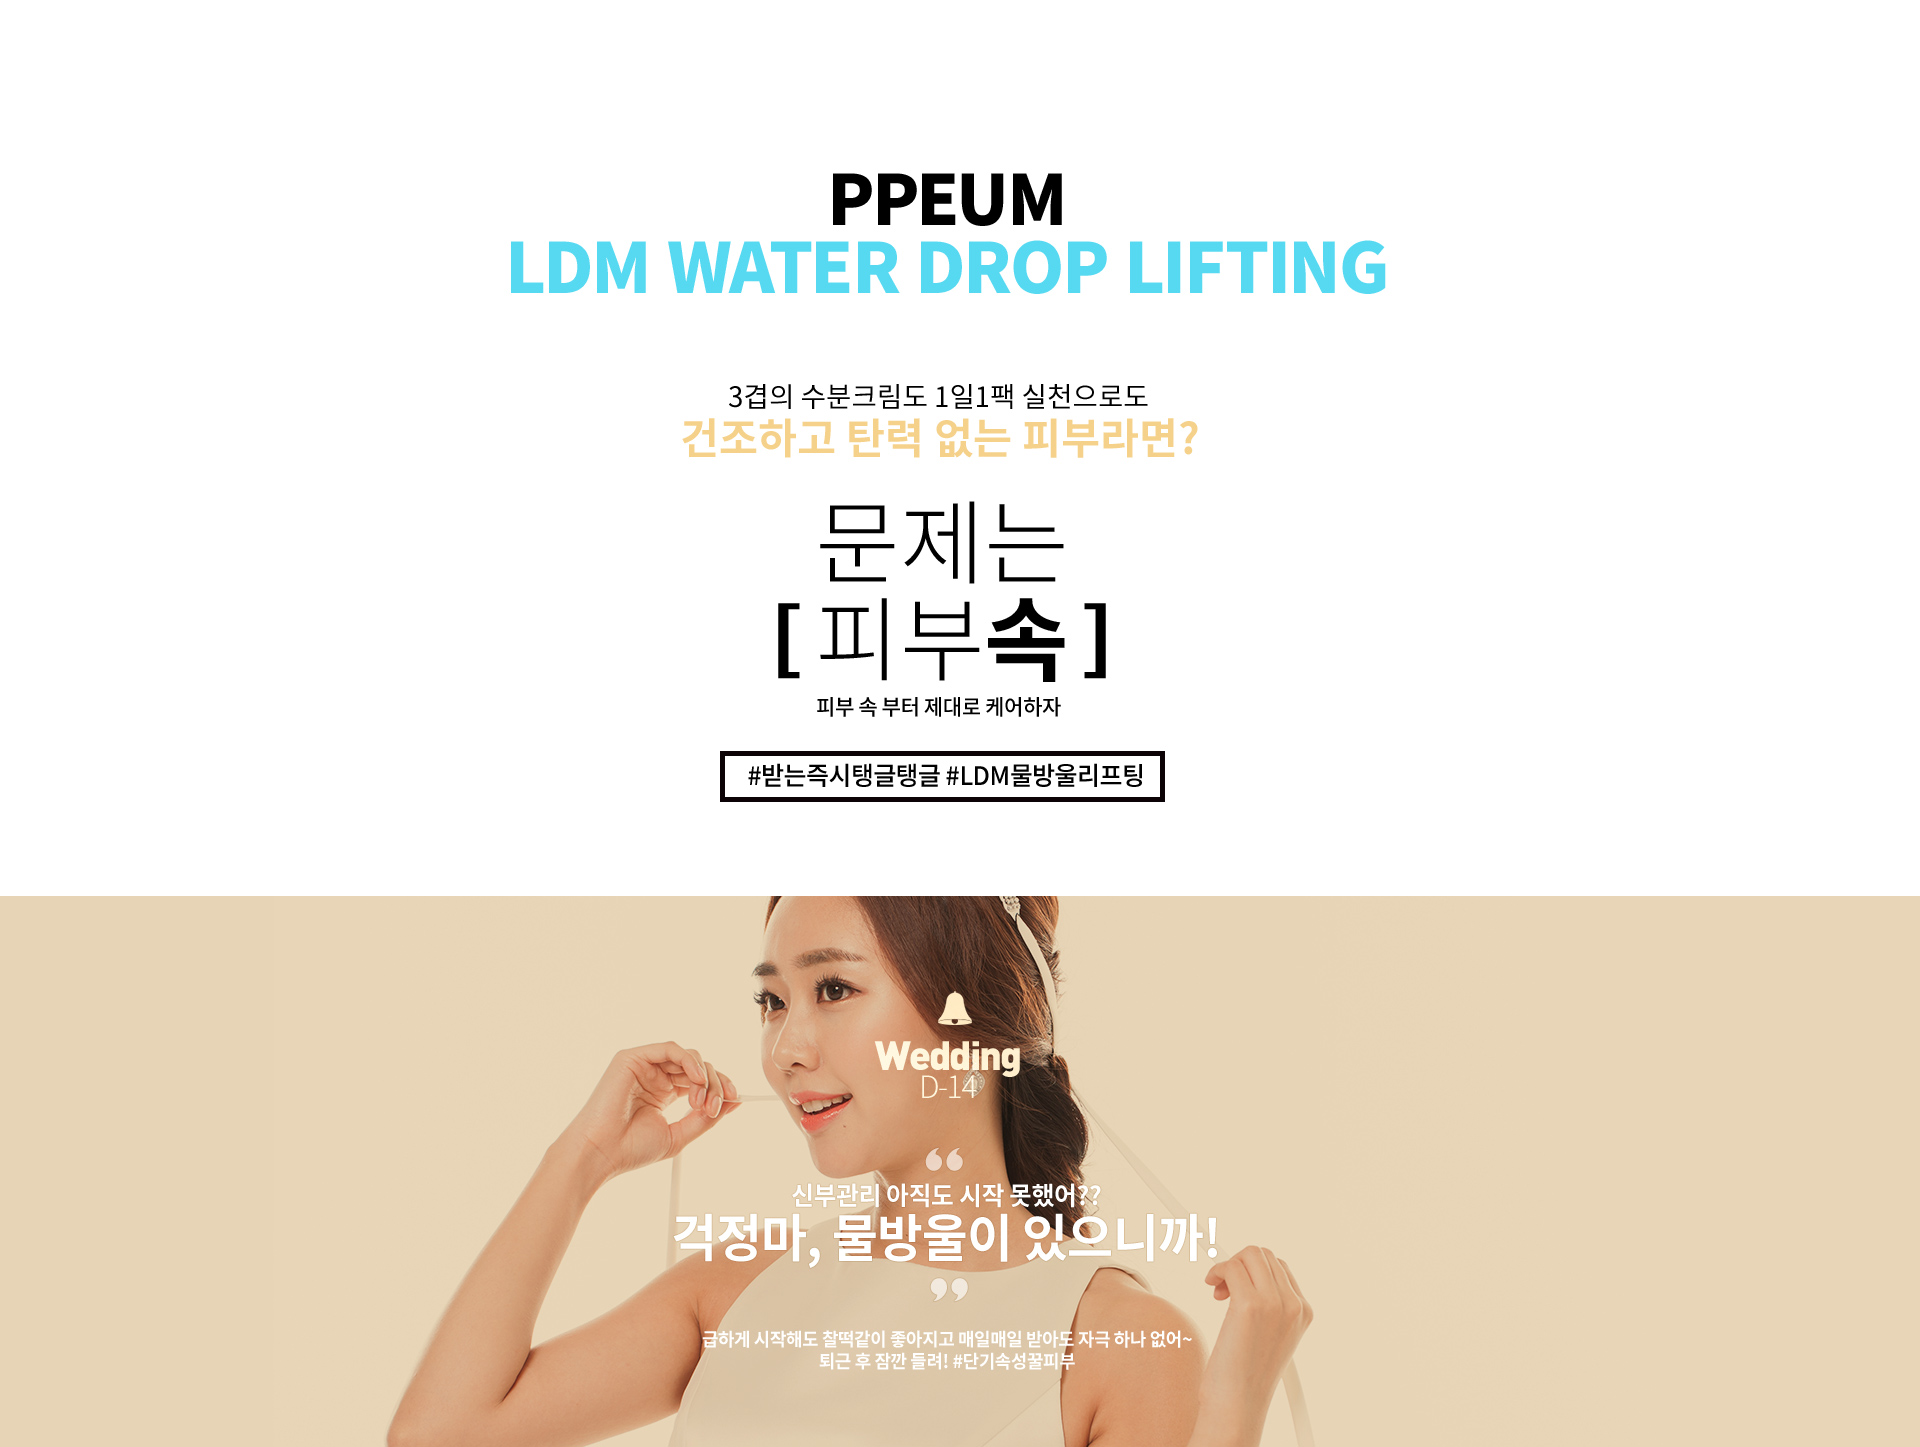 PPEUM
LDM WATER DROP LIFTING
3겹의 수분크림도 1일1팩 실천으로도
건조하고 탄력 없는 피부라면?
문제는
[ 피부속 ]
피부 속 부터 제대로 케어하자
#받는즉시탱글탱글 #LDM물방울리프팅
Wedding
D-14
“
신부관리 아직도 시작 못했어??
걱정마, 물방울이 있으니까!
”
급하게 시작해도 찰떡같이 좋아지고 매일매일 받아도 자극 하나 없어~
퇴근 후 잠깐 들려! #단기속성꿀피부